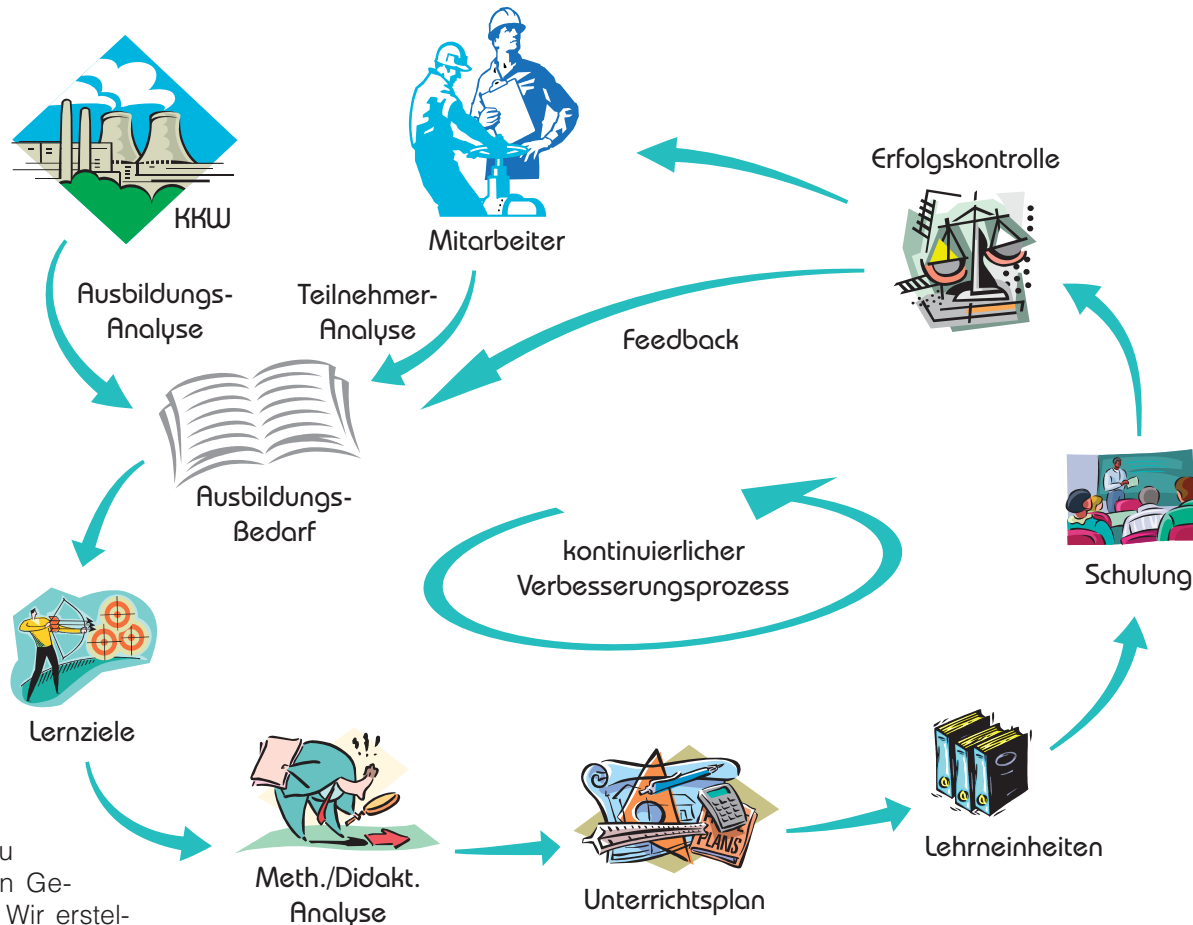 KKW
Mitarbeiter
Erfolgskontrolle
Ausbildungs-
Analyse
Teilnehmer-
Analyse
Feedback
Ausbildungs-
Bedarf
kontinuierlicher
Verbesserungsprozess
Schulung
Lernziele
Meth./Didakt.
Analyse
PLANS
Unterrichtsplan
Lehrneinheiten
u
n Ge-
Wir erstel-